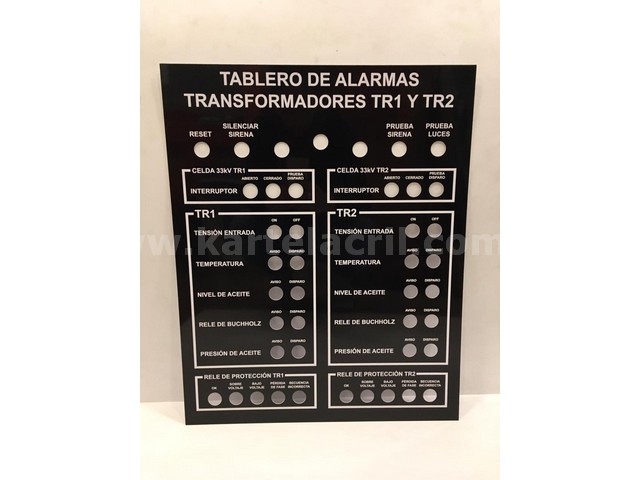 TABLERO DE ALARMAS
TRANSFORMADORES TR1 Y TR2
RESET
SILENCIAR
SIRENA
PRUEBA
SIRENA
PRUEBA
LUCES
CELDA 33kV TR1
INTERRUPTOR
ABIERTO
CERRADO
PRUEBA
DISPARO
CELDA 33kV TR2
INTERRUPTOR
ABIERTO
CERRADO
PRUEBA
DISPARO
TR1
ON OFF
TENSIÓN ENTRADA
AVISO DISPARO
TEMPERATURA
AVISO DISPARO
NIVEL DE ACEITE
AVISO DISPARO
RELE DE BUCHHOLZ
AVISO DISPARO
PRESIÓN DE ACEITE
TR2
ON OFF
TENSIÓN ENTRADA
AVISO DISPARO
TEMPERATURA
AVISO DISPARO
NIVEL DE ACEITE
AVISO DISPARO
RELE DE BUCHHOLZ
AVISO DISPARO
PRESIÓN DE ACEITE
RELE DE PROTECCIÓN TR1
OK
SOBRE
VOLTAJE
BAJO
VOLTAJE
PÉRDIDA
DE FASE
SECUENCIA
INCORRECTA
RELE DE PROTECCIÓN TR2
OK
SOBRE
VOLTAJE
BAJO
VOLTAJE
PÉRDIDA
DE FASE
SECUENCIA
INCORRECTA
www.kartelacril.com